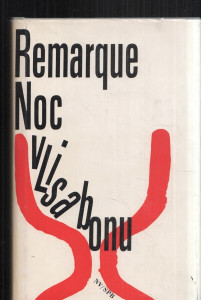 Remarque
Noc
v Lisabonu
NV/SPB